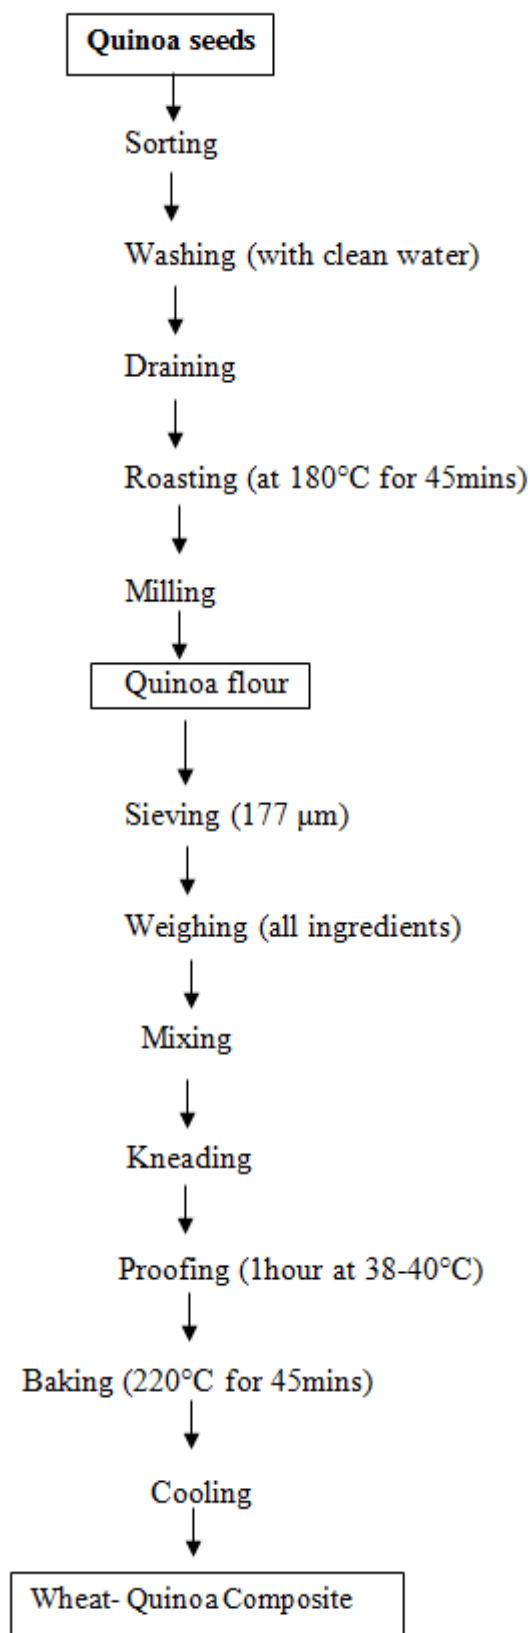 Quinoa seeds
Sorting
Washing (with clean water)
Draining
Roasting (at 180°C for 45mins)
Milling
Quinoa flour
Sieving (177 μm)
Weighing (all ingredients)
Mixing
Kneading
Proofing (1hour at 38-40°C)
Baking (220°C for 45mins)
Cooling
Wheat- Quinoa Composite